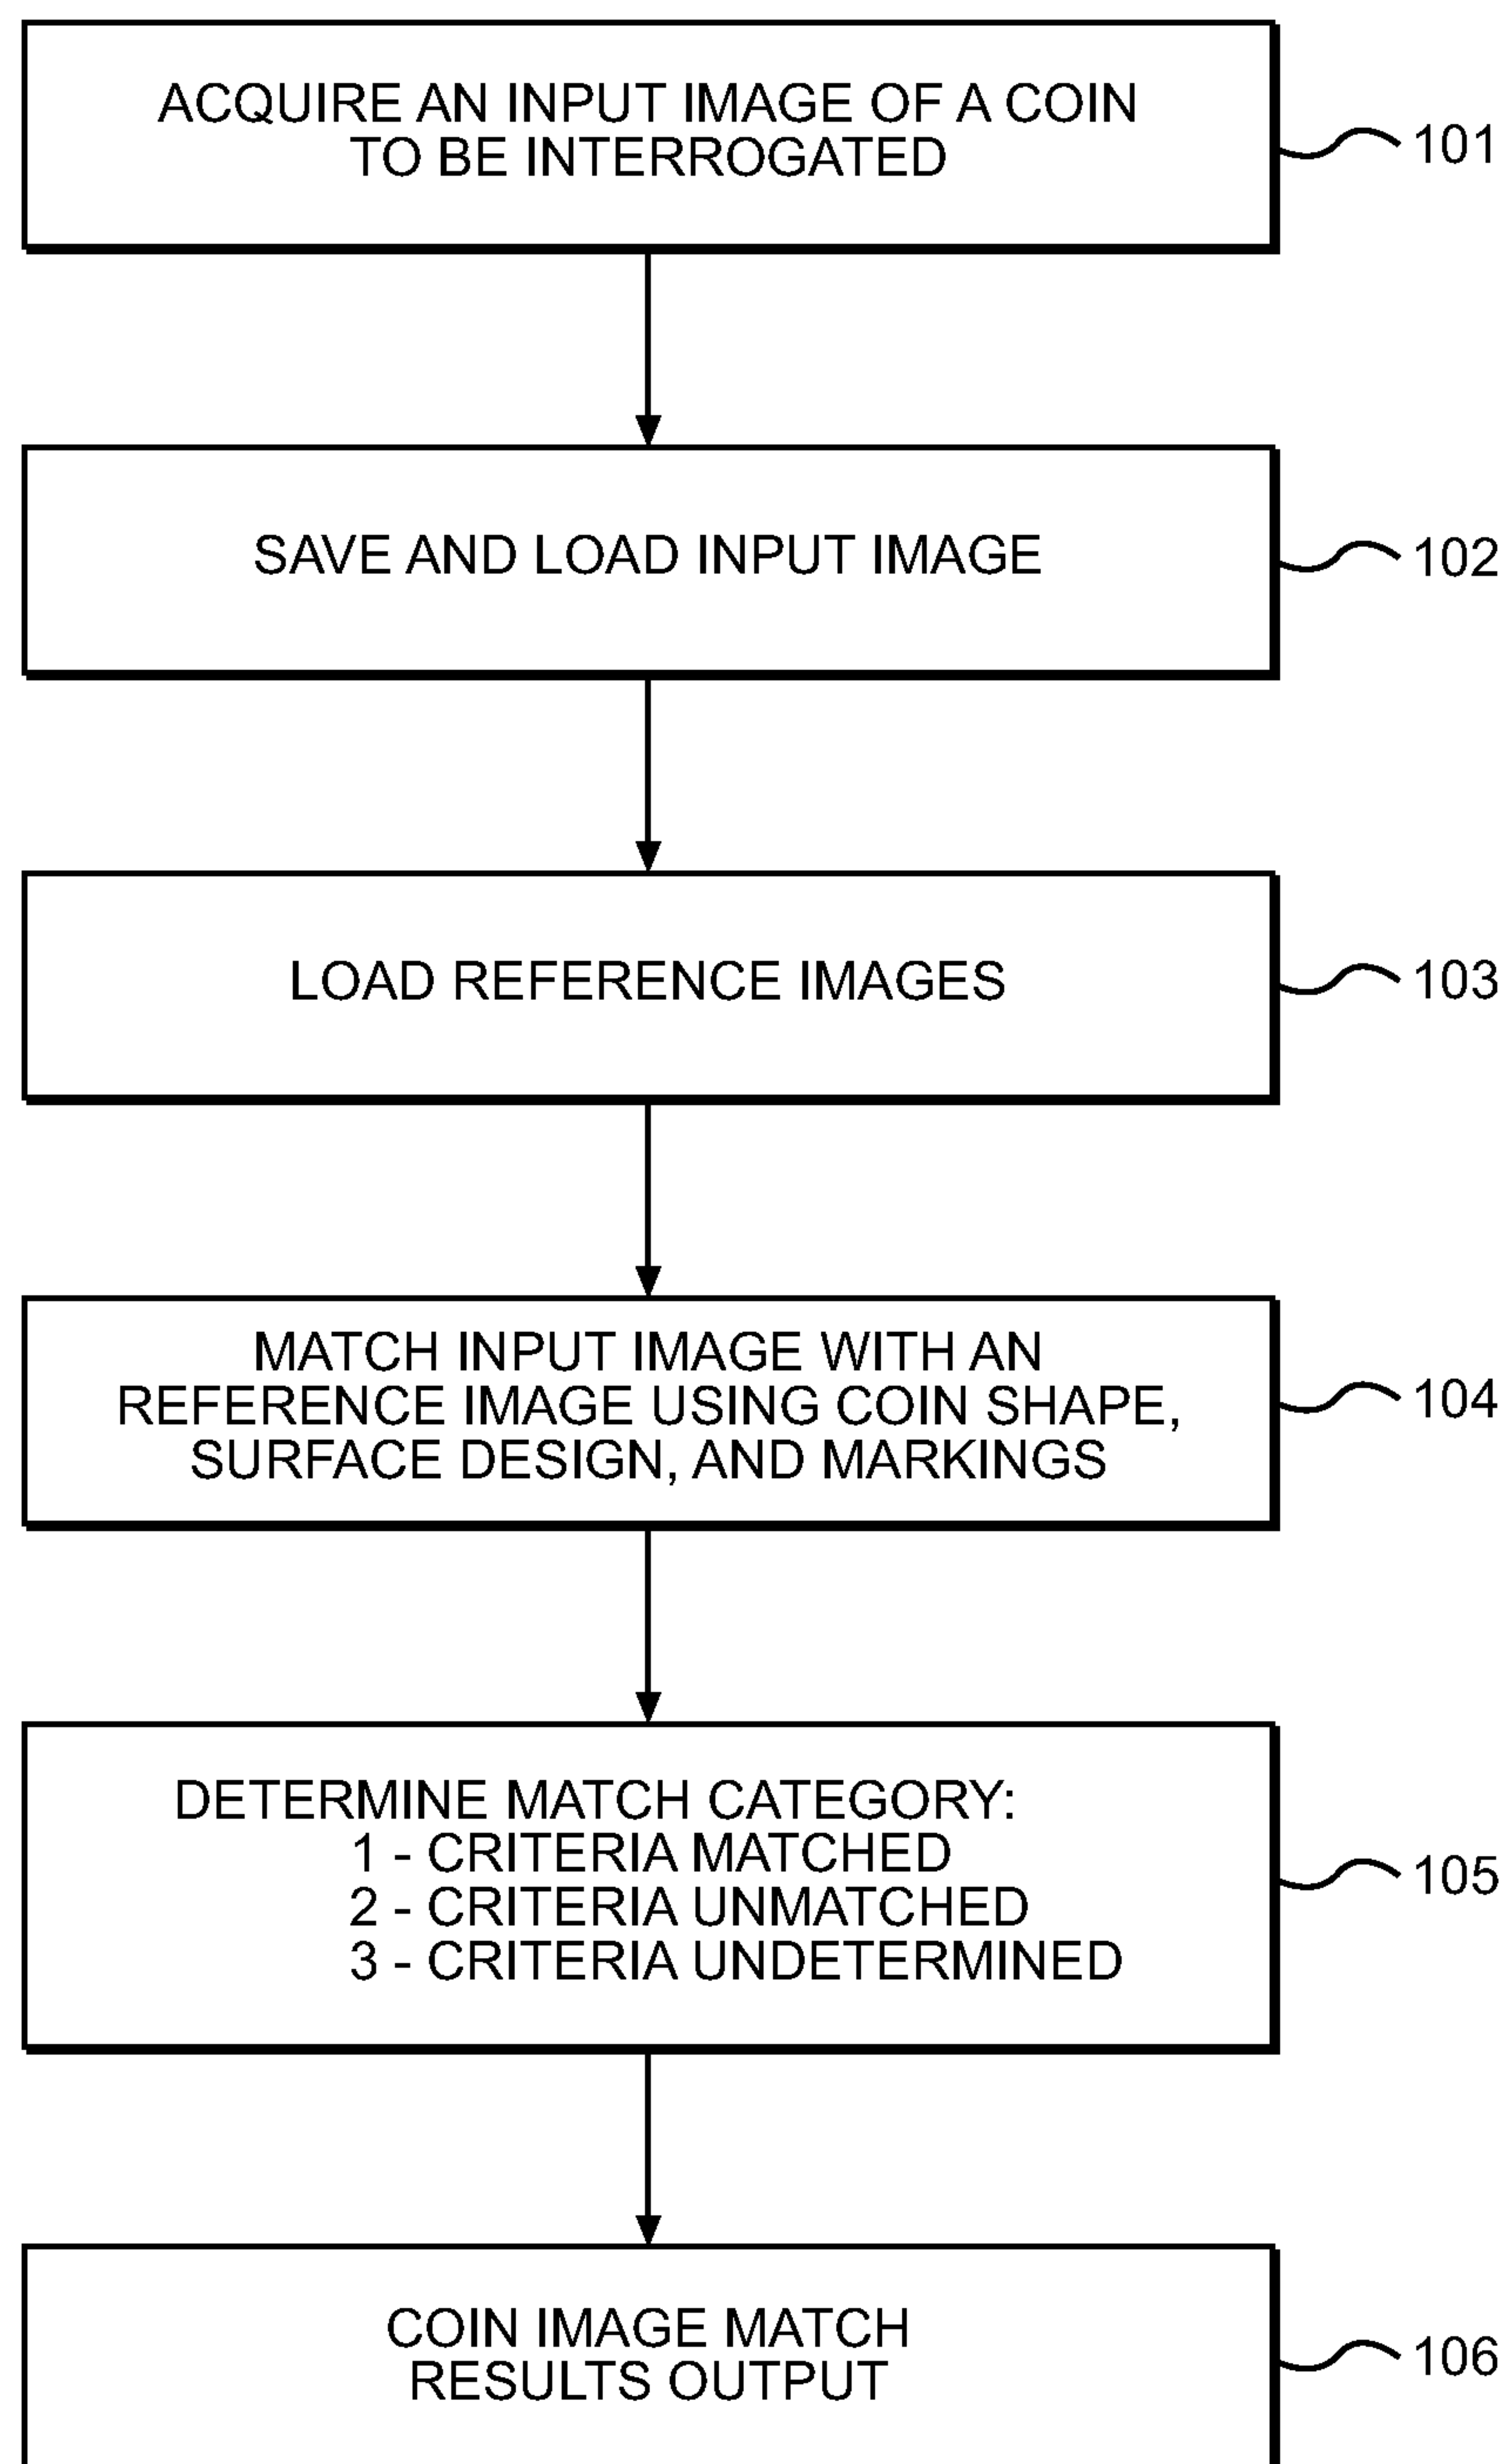 ACQUIRE AN INPUT IMAGE OF A COIN
TO BE INTERROGATED
101
SAVE AND LOAD INPUT IMAGE
102
LOAD REFERENCE IMAGES
103
MATCH INPUT IMAGE WITH AN
REFERENCE IMAGE USING COIN SHAPE,
SURFACE DESIGN, AND MARKINGS
104
DETERMINE MATCH CATEGORY:
1 - CRITERIA MATCHED
2 - CRITERIA UNMATCHED
3 - CRITERIA UNDETERMINED
105
COIN IMAGE MATCH
RESULTS OUTPUT
106